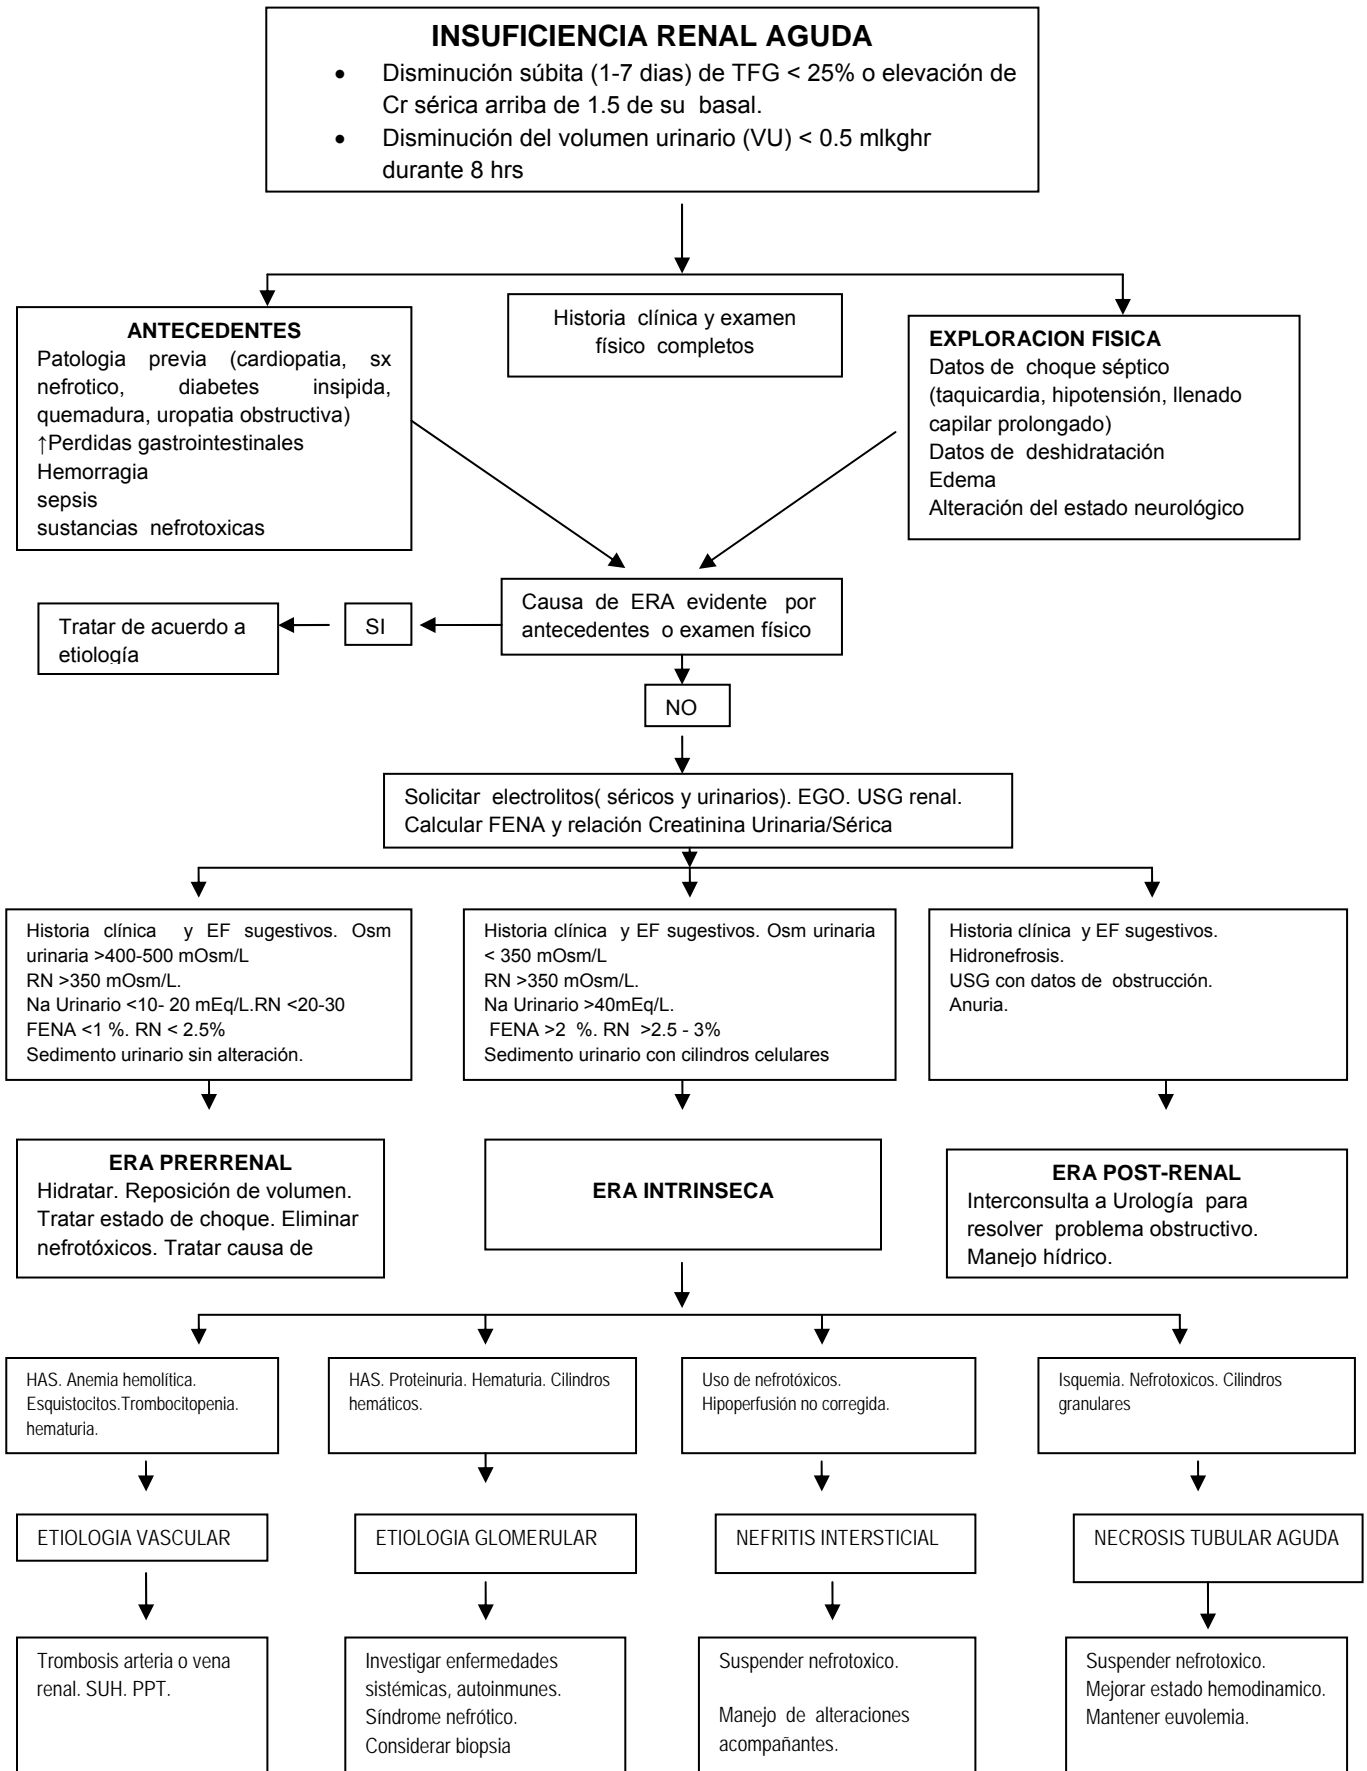 INSUFICIENCIA RENAL AGUDA
• Disminución súbita (1-7 dias) de TFG < 25% o elevación de
Cr sérica arriba de 1.5 de su basal.
• Disminución del volumen urinario (VU) < 0.5 mlkghr
durante 8 hrs
ANTECEDENTES
Patologia previa (cardiopatia, sx
nefrotico, diabetes insipida,
quemadura, uropatia obstructiva)
↑Perdidas gastrointestinales
Hemorragia
sepsis
sustancias nefrotoxicas
Historia clínica y examen
físico completos
EXPLORACION FISICA
Datos de choque séptico
(taquicardia, hipotensión, llenado
capilar prolongado)
Datos de deshidratación
Edema
Alteración del estado neurológico
Causa de ERA evidente por
antecedentes o examen físico
SI
Tratar de acuerdo a
etiología
NO
Solicitar electrolitos( séricos y urinarios). EGO. USG renal.
Calcular FENA y relación Creatinina Urinaria/Sérica
Historia clínica y EF sugestivos. Osm
urinaria >400-500 mOsm/L
RN >350 mOsm/L.
Na Urinario <10- 20 mEq/L.RN <20-30
FENA <1 %. RN < 2.5%
Sedimento urinario sin alteración.
Historia clínica y EF sugestivos. Osm urinaria
< 350 mOsm/L
RN >350 mOsm/L.
Na Urinario >40mEq/L.
FENA >2 %. RN >2.5 - 3%
Sedimento urinario con cilindros celulares
Historia clínica y EF sugestivos.
Hidronefrosis.
USG con datos de obstrucción.
Anuria.
ERA PRERRENAL
Hidratar. Reposición de volumen.
Tratar estado de choque. Eliminar
nefrotóxicos. Tratar causa de
ERA INTRINSECA
ERA POST-RENAL
Interconsulta a Urología para
resolver problema obstructivo.
Manejo hídrico.
HAS. Anemia hemolítica.
Esquistocitos.Trombocitopenia.
hematuria.
HAS. Proteinuria. Hematuria. Cilindros
hemáticos.
Uso de nefrotóxicos.
Hipoperfusión no corregida.
Isquemia. Nefrotoxicos. Cilindros
granulares
ETIOLOGIA VASCULAR
ETIOLOGIA GLOMERULAR
NEFRITIS INTERSTICIAL
NECROSIS TUBULAR AGUDA
Trombosis arteria o vena
renal. SUH. PPT.
Investigar enfermedades
sistémicas, autoinmunes.
Síndrome nefrótico.
Considerar biopsia
Suspender nefrotoxico.
Manejo de alteraciones
acompañantes.
Suspender nefrotoxico.
Mejorar estado hemodinamico.
Mantener euvolemia.